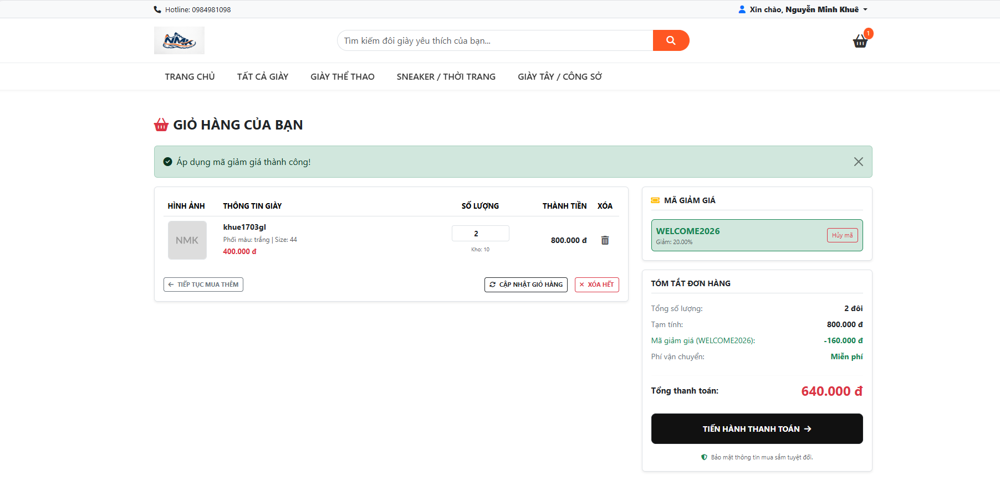 Hotline: 0984981098
Xin chào, Nguyễn Minh Khuê
NMK
Tìm kiếm đôi giày yêu thích của bạn...
1
TRANG CHỦ
TẤT CẢ GIÀY
GIÀY THỂ THAO
SNEAKER / THỜI TRANG
GIÀY TÂY / CÔNG SỞ
GIỎ HÀNG CỦA BẠN
Áp dụng mã giảm giá thành công!
HÌNH ẢNH
THÔNG TIN GIÀY
SỐ LƯỢNG
THÀNH TIỀN
XÓA
NMK
khue1703gl
Phối màu: trắng | Size: 44
400.000 đ
2
Kho: 10
800.000 đ
TIẾP TỤC MUA THÊM
CẬP NHẬT GIỎ HÀNG
XÓA HẾT
MÃ GIẢM GIÁ
WELCOME2026
Giảm: 20.00%
Hủy mã
TÓM TẮT ĐƠN HÀNG
Tổng số lượng: 2 đôi
Tạm tính: 800.000 đ
Mã giảm giá (WELCOME2026): -160.000 đ
Phí vận chuyển: Miễn phí
Tổng thanh toán: 640.000 đ
TIẾN HÀNH THANH TOÁN
Bảo mật thông tin mua sắm tuyệt đối.